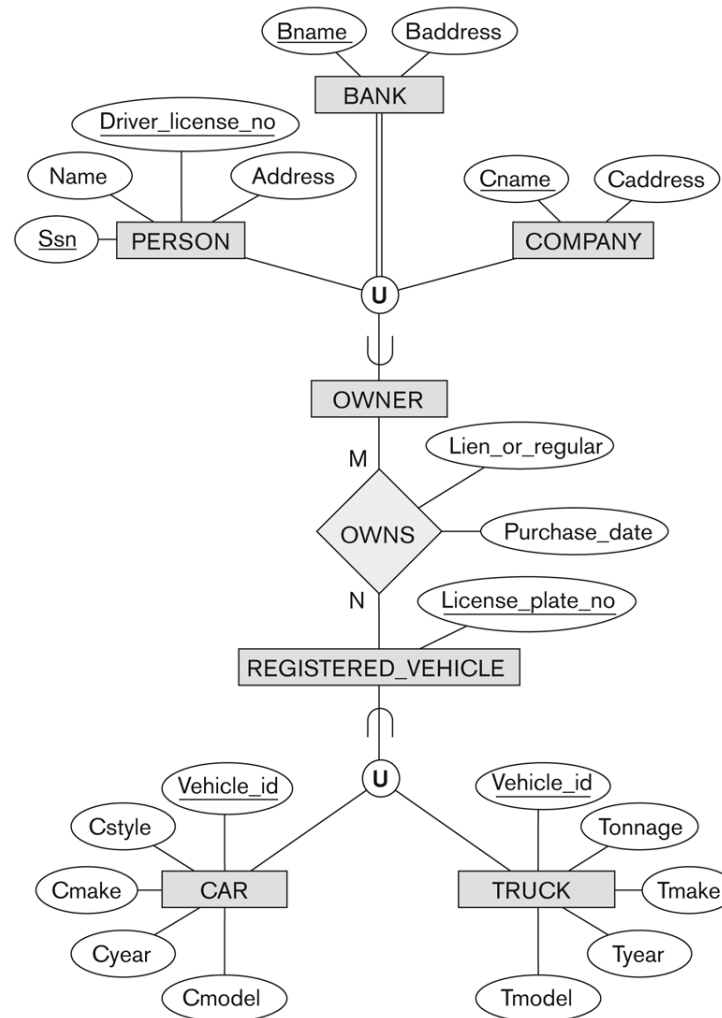 Bname
Baddress
BANK
Driver_license_no
Name
Address
Cname
Caddress
Ssn
PERSON
COMPANY
U
OWNER
M
Lien_or_regular
OWNS
Purchase_date
N
License_plate_no
REGISTERED_VEHICLE
U
Vehicle_id
Vehicle_id
Cstyle
Tonnage
Cmake
CAR
TRUCK
Tmake
Cyear
Tyear
Cmodel
Tmodel